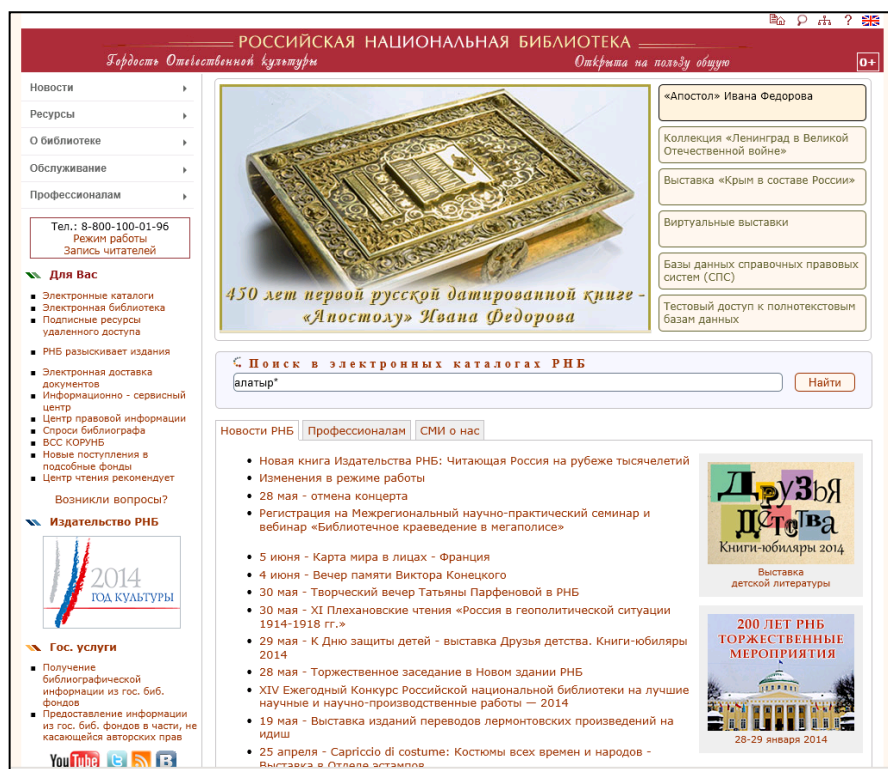 РОССИЙСКАЯ НАЦИОНАЛЬНАЯ БИБЛИОТЕКА
Гордость Отечественной культуры
Открыта на пользу общую
0+
Новости
Ресурсы
О библиотеке
Обслуживание
Профессионалам
Тел.: 8-800-100-01-96
Режим работы
Запись читателей
Для Вас
Электронные каталоги
Электронная библиотека
Подписные ресурсы
удаленного доступа
РНБ разыскивает издания
Электронная доставка
документов
Информационно - сервисный
центр
Центр правовой информации
Спроси библиографа
ВСС КОРУНБ
Новые поступления в
подсобные фонды
Центр чтения рекомендует
Возникли вопросы?
Издательство РНБ
2014
ГОД КУЛЬТУРЫ
Гос. услуги
Получение
библиографической
информации из гос. биб.
фондов
Предоставление информации
из гос. биб. фондов в части, не
касающейся авторских прав
You Tube
450 лет первой русской датированной книге -
«Апостолу» Ивана Федорова
«Апостол» Ивана Федорова
Коллекция «Ленинград в Великой
Отечественной войне»
Выставка «Крым в составе России»
Виртуальные выставки
Базы данных справочных правовых
систем (СПС)
Тестовый доступ к полнотекстовым
базам данных
Поиск в электронных каталогах РНБ
алатыр*
Найти
Новости РНБ
Профессионалам
СМИ о нас
Новая книга Издательства РНБ: Читающая Россия на рубеже тысячелетий
Изменения в режиме работы
28 мая - отмена концерта
Регистрация на Межрегиональный научно-практический семинар и
вебинар «Библиотечное краеведение в мегаполисе»
5 июня - Карта мира в лицах - Франция
4 июня - Вечер памяти Виктора Конецкого
30 мая - Творческий вечер Татьяны Парфеновой в РНБ
30 мая - XI Плехановские чтения «Россия в геополитической ситуации
1914-1918 гг.»
29 мая - К Дню защиты детей - выставка Друзья детства. Книги-юбиляры
2014
28 мая - Торжественное заседание в Новом здании РНБ
XIV Ежегодный Конкурс Российской национальной библиотеки на лучшие
научные и научно-производственные работы — 2014
19 мая - Выставка изданий переводов лермонтовских произведений на
идиш
25 апреля - Capriccio di costume: Костюмы всех времен и народов -
Выставка в Отделе эстампов
Друзья
Детства
Книги-юбиляры 2014
Выставка
детской литературы
200 ЛЕТ РНБ
ТОРЖЕСТВЕННЫЕ
МЕРОПРИЯТИЯ
28-29 января 2014